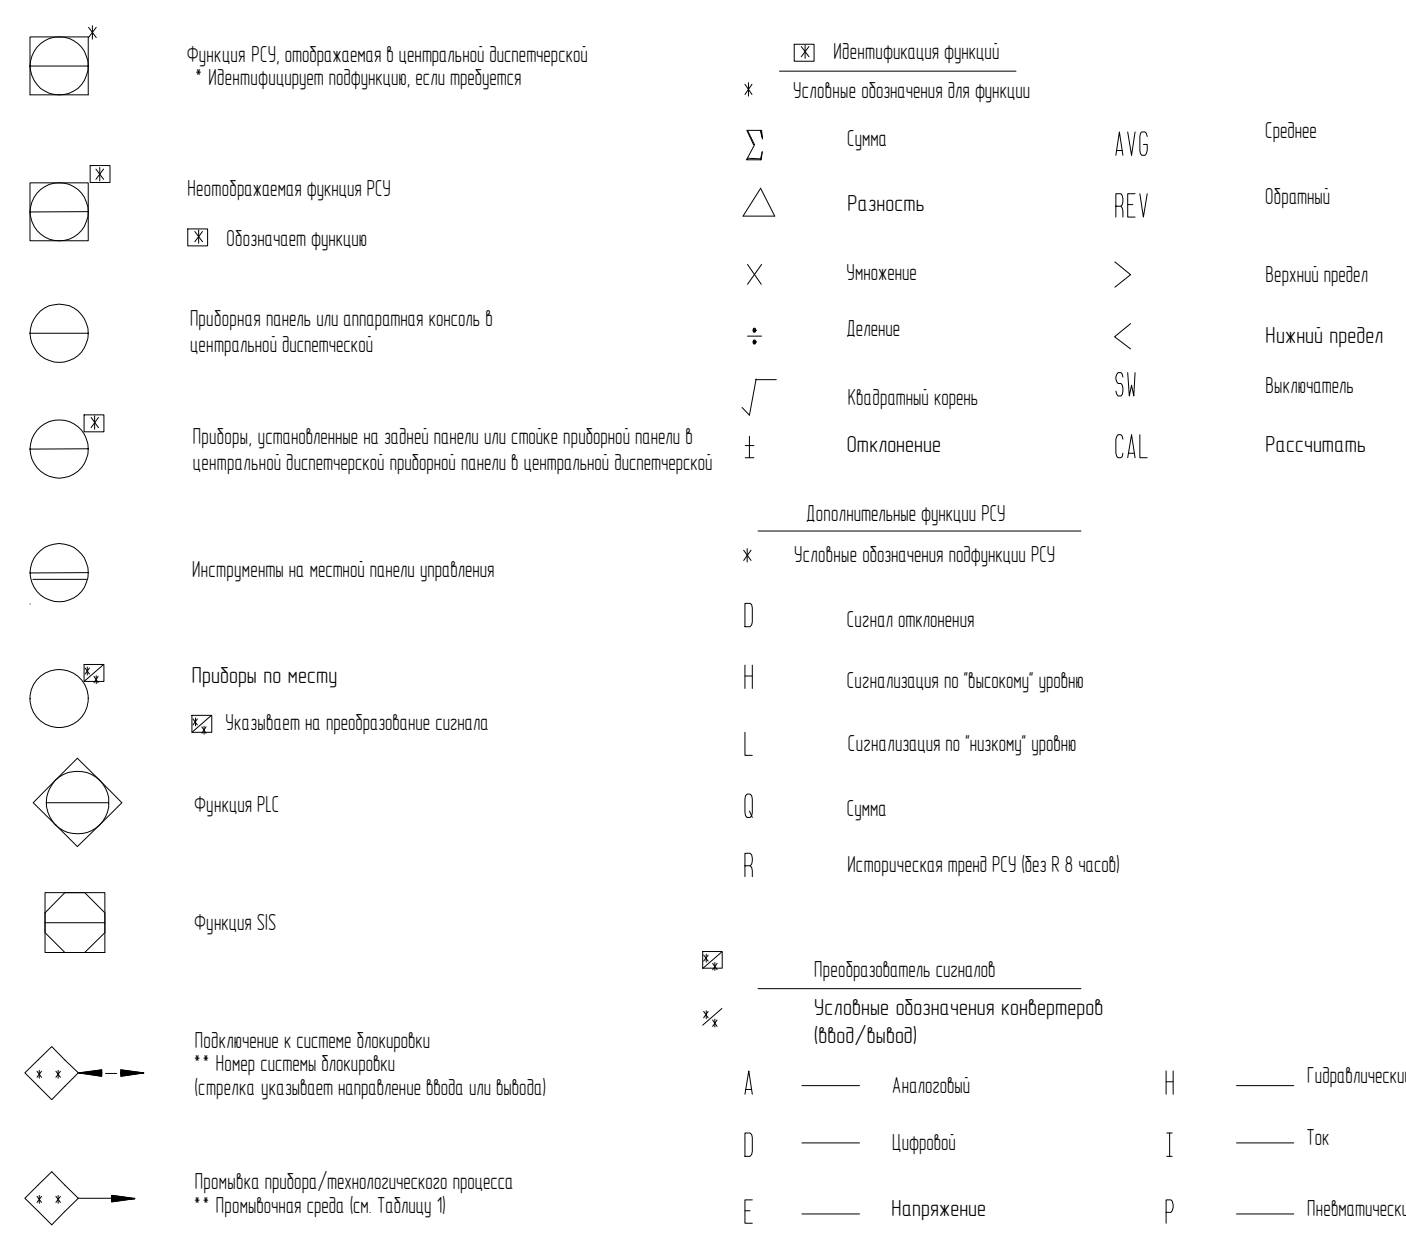 *
Функция РСУ, отображаемая в центральной диспетчерской
* Идентифицирует подфункцию, если требуется
*
Неотображаемая фукнция РСУ
* Обозначает функцию
Приборная панель или аппаратная консоль в
центральной диспетческой
*
Приборы, установленные на задней панели или стойке приборной панели в
центральной диспетчерской приборной панели в центральной диспетчерской
Инструменты на местной панели управления
*/*
Приборы по месту
*/* Указывает на преобразование сигнала
Функция PLC
Функция SIS
* *
Подключение к системе блокировки
** Номер системы блокировки
(стрелка указывает направление ввода или вывода)
* *
Промывка прибора/технологического процесса
** Промывочная среда (см. Таблицу 1)
* Идентификация функций
* Условные обозначения для функции
Σ Сумма AVG Среднее
△ Разность REV Обратный
× Умножение > Верхний предел
÷ Деление < Нижний предел
√ Квадратный корень SW Выключатель
± Отклонение CAL Рассчитать
Дополнительные функции РСУ
* Условные обозначения подфункции РСУ
D Сигнал отклонения
H Сигнализация по "высокому" уровню
L Сигнализация по "низкому" уровню
Q Сумма
R Историческая тренд РСУ (без R 8 часов)
*/* Преобразователь сигналов
*/* Условные обозначения конвертеров
(ввод/вывод)
A Аналоговый H Гидравлически
D Цифровой I Ток
E Напряжение P Пневматически